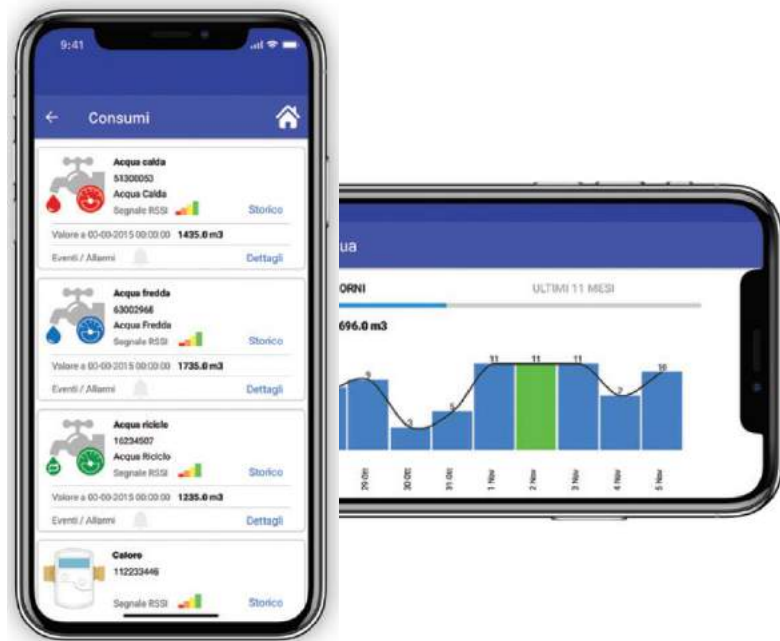 9:41
Consumi
Acqua calda
51300053
Acqua Calda
Segnale RSSI Storico
Valore a 00-00-2015 00:00:00 1435.0 m3
Eventi / Allarmi Dettagli
Acqua fredda
63002966
Acqua Fredda
Segnale RSSI Storico
Valore a 00-00-2015 00:00:00 1735.0 m3
Eventi / Allarmi Dettagli
Acqua riciclo
16234507
Acqua Riciclo
Segnale RSSI Storico
Valore a 00-00-2015 00:00:00 1235.0 m3
Eventi / Allarmi Dettagli
Calore
112233446
Segnale RSSI Storico
ua
ORNI ULTIMI 11 MESI
696.0 m3
9 3 5 11 11 11 7 10
29 Ott 30 Ott 31 Ott 1 Nov 2 Nov 3 Nov 4 Nov 5 Nov